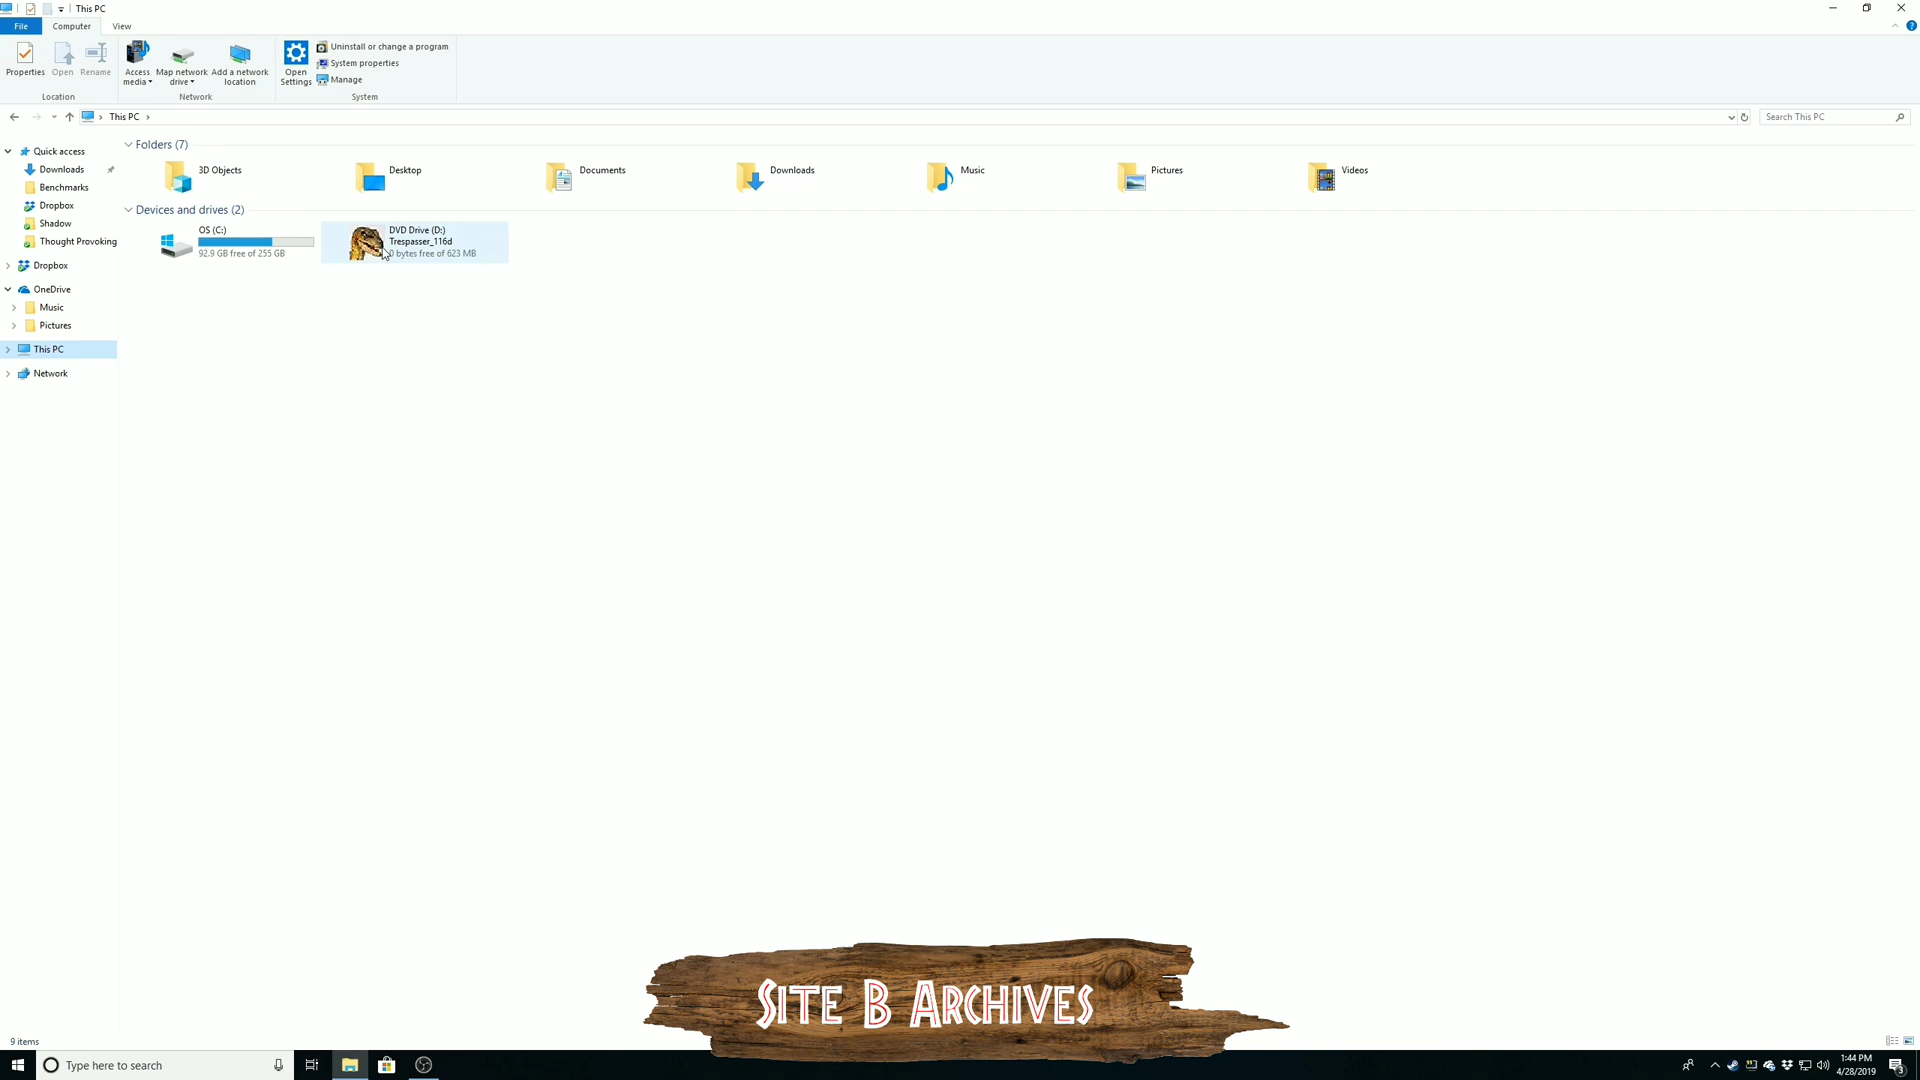 This PC
File
Computer
View
Properties
Open
Rename
Access media
Map network drive
Add a network location
Open Settings
Uninstall or change a program
System properties
Manage
Location
Network
System
This PC
Search This PC
Quick access
Downloads
Benchmarks
Dropbox
Shadow
Thought Provoking
Dropbox
OneDrive
Music
Pictures
This PC
Network
Folders (7)
3D Objects
Desktop
Documents
Downloads
Music
Pictures
Videos
Devices and drives (2)
OS (C:)
92.9 GB free of 255 GB
DVD Drive (D:)
Trespasser_116d
0 bytes free of 623 MB
Site B Archives
9 items
Type here to search
1:44 PM
4/28/2019
3